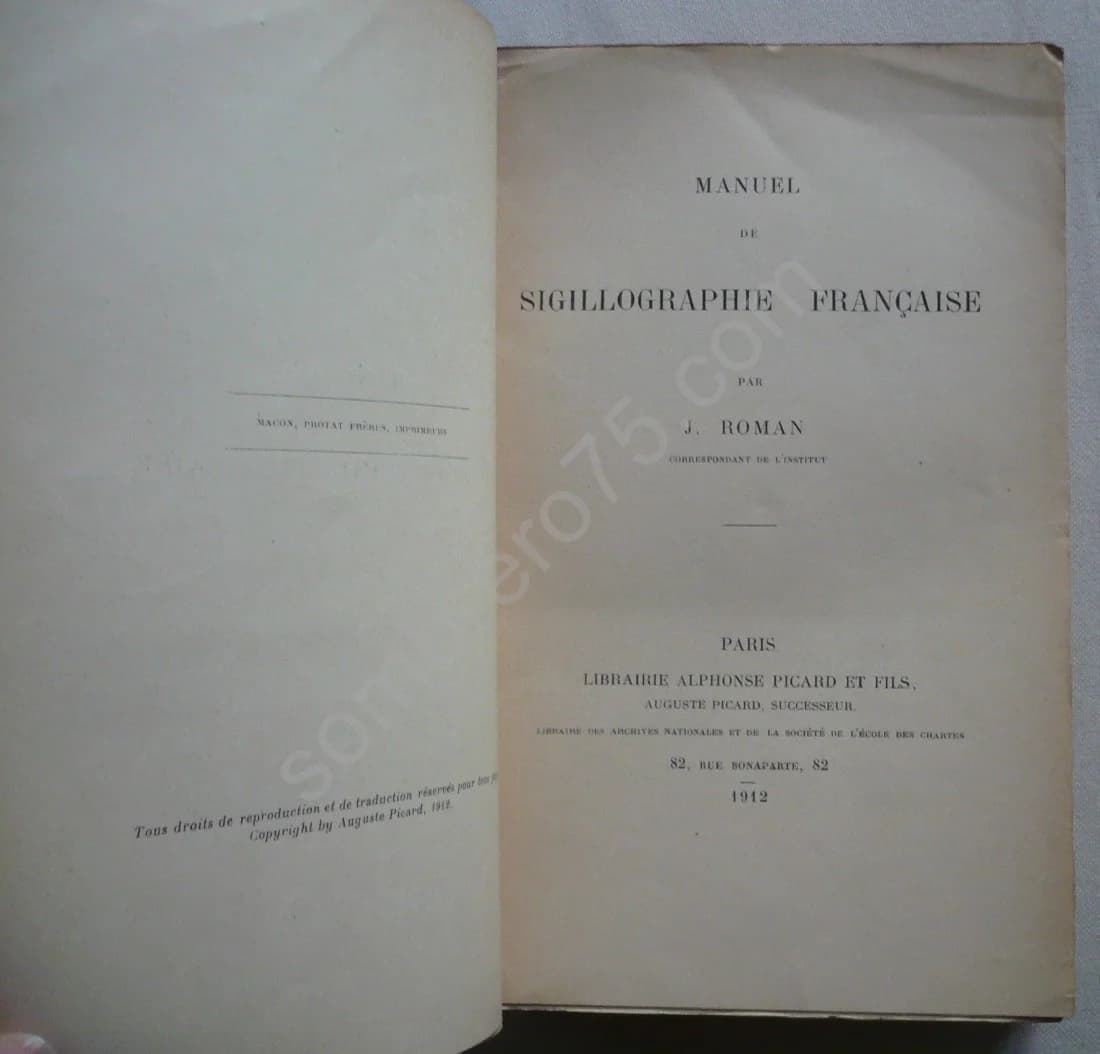 MACON, PROTAT FRÈRES, IMPRIMEURS
Tous droits de reproduction et de traduction réservés pour tous
Copyright by Auguste Picard, 1912.
MANUEL
DE
SIGILLOGRAPHIE FRANÇAISE
PAR
J. ROMAN
CORRESPONDANT DE L'INSTITUT
PARIS
LIBRAIRIE ALPHONSE PICARD ET FILS,
AUGUSTE PICARD, SUCCESSEUR.
LIBRAIRE DES ARCHIVES NATIONALES ET DE LA SOCIÉTÉ DE L'ÉCOLE DES CHARTES
82, RUE BONAPARTE, 82
1912